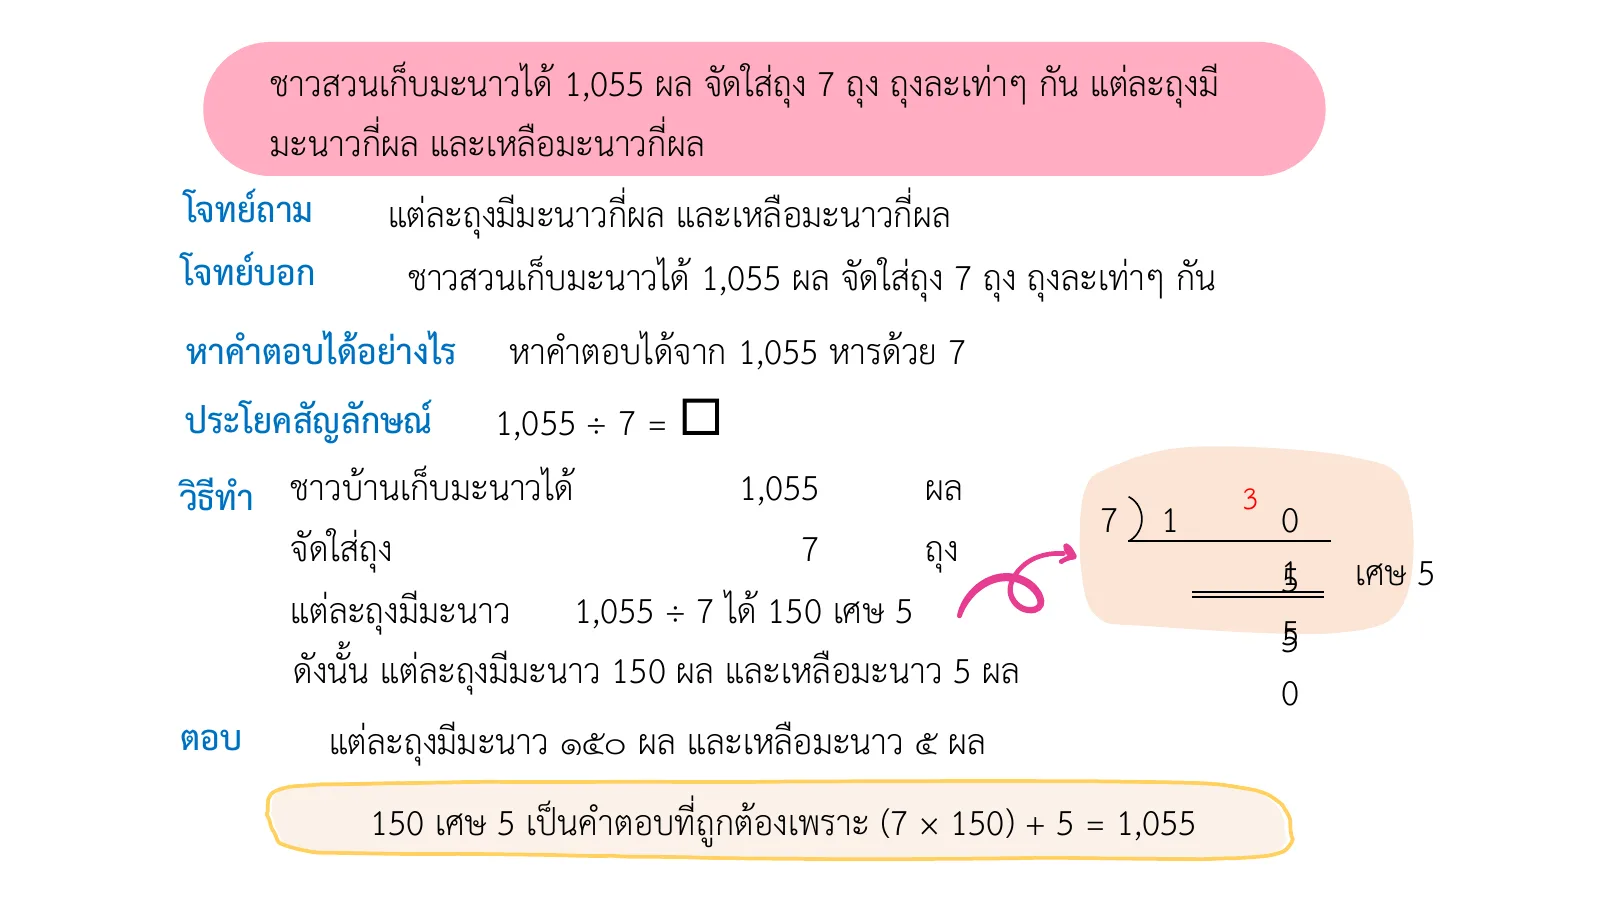 ชาวสวนเก็บมะนาวได้ 1,055 ผล จัดใส่ถุง 7 ถุง ถุงละเท่าๆ กัน แต่ละถุงมี
มะนาวกี่ผล และเหลือมะนาวกี่ผล
โจทย์ถาม แต่ละถุงมีมะนาวกี่ผล และเหลือมะนาวกี่ผล
โจทย์บอก ชาวสวนเก็บมะนาวได้ 1,055 ผล จัดใส่ถุง 7 ถุง ถุงละเท่าๆ กัน
หาคำตอบได้อย่างไร หาคำตอบได้จาก 1,055 หารด้วย 7
ประโยคสัญลักษณ์ 1,055 ÷ 7 = □
วิธีทำ ชาวบ้านเก็บมะนาวได้ 1,055 ผล
จัดใส่ถุง 7 ถุง
แต่ละถุงมีมะนาว 1,055 ÷ 7 ได้ 150 เศษ 5
ดังนั้น แต่ละถุงมีมะนาว 150 ผล และเหลือมะนาว 5 ผล
3
7 ) 1 0
5
1 เศษ 5
5
5
0
ตอบ แต่ละถุงมีมะนาว ๑๕๐ ผล และเหลือมะนาว ๕ ผล
150 เศษ 5 เป็นคำตอบที่ถูกต้องเพราะ (7 × 150) + 5 = 1,055